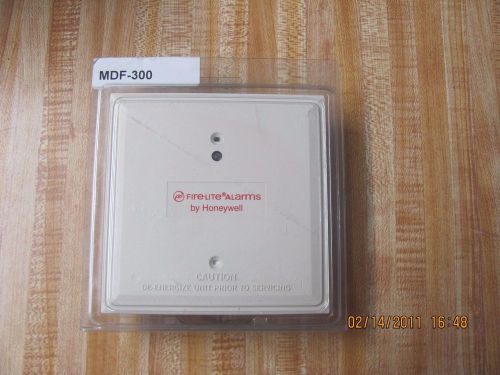 MDF-300
FIRE-LITE® ALARMS
by Honeywell
CAUTION
DE-ENERGIZE UNIT PRIOR TO SERVICING
02/14/2011 16:48